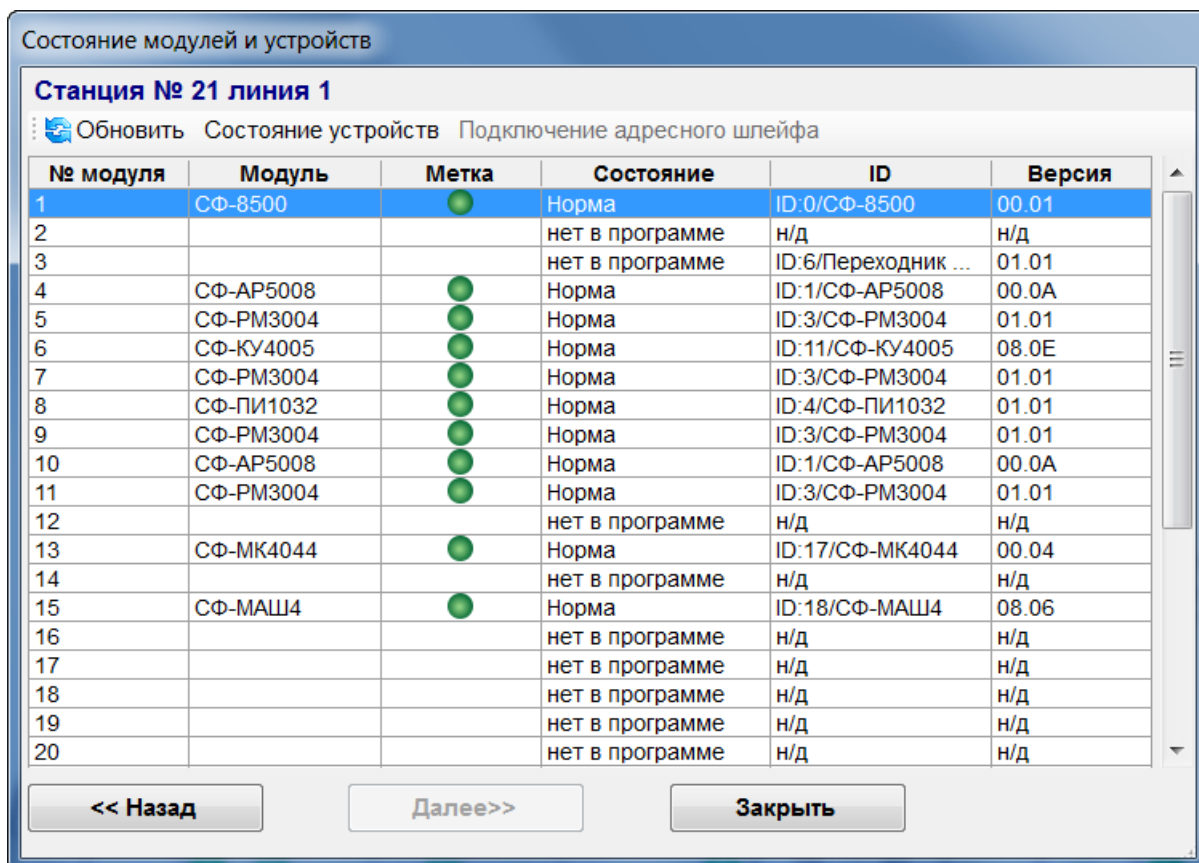 Состояние модулей и устройств
Станция № 21 линия 1
Обновить Состояние устройств Подключение адресного шлейфа
№ модуля Модуль Метка Состояние ID Версия
1 СФ-8500 Норма ID:0/СФ-8500 00.01
2 нет в программе н/д н/д
3 нет в программе ID:6/Переходник ... 01.01
4 СФ-АР5008 Норма ID:1/СФ-АР5008 00.0A
5 СФ-РМ3004 Норма ID:3/СФ-РМ3004 01.01
6 СФ-КУ4005 Норма ID:11/СФ-КУ4005 08.0E
7 СФ-РМ3004 Норма ID:3/СФ-РМ3004 01.01
8 СФ-ПИ1032 Норма ID:4/СФ-ПИ1032 01.01
9 СФ-РМ3004 Норма ID:3/СФ-РМ3004 01.01
10 СФ-АР5008 Норма ID:1/СФ-АР5008 00.0A
11 СФ-РМ3004 Норма ID:3/СФ-РМ3004 01.01
12 нет в программе н/д н/д
13 СФ-МК4044 Норма ID:17/СФ-МК4044 00.04
14 нет в программе н/д н/д
15 СФ-МАШ4 Норма ID:18/СФ-МАШ4 08.06
16 нет в программе н/д н/д
17 нет в программе н/д н/д
18 нет в программе н/д н/д
19 нет в программе н/д н/д
20 нет в программе н/д н/д
<< Назад Далее>> Закрыть